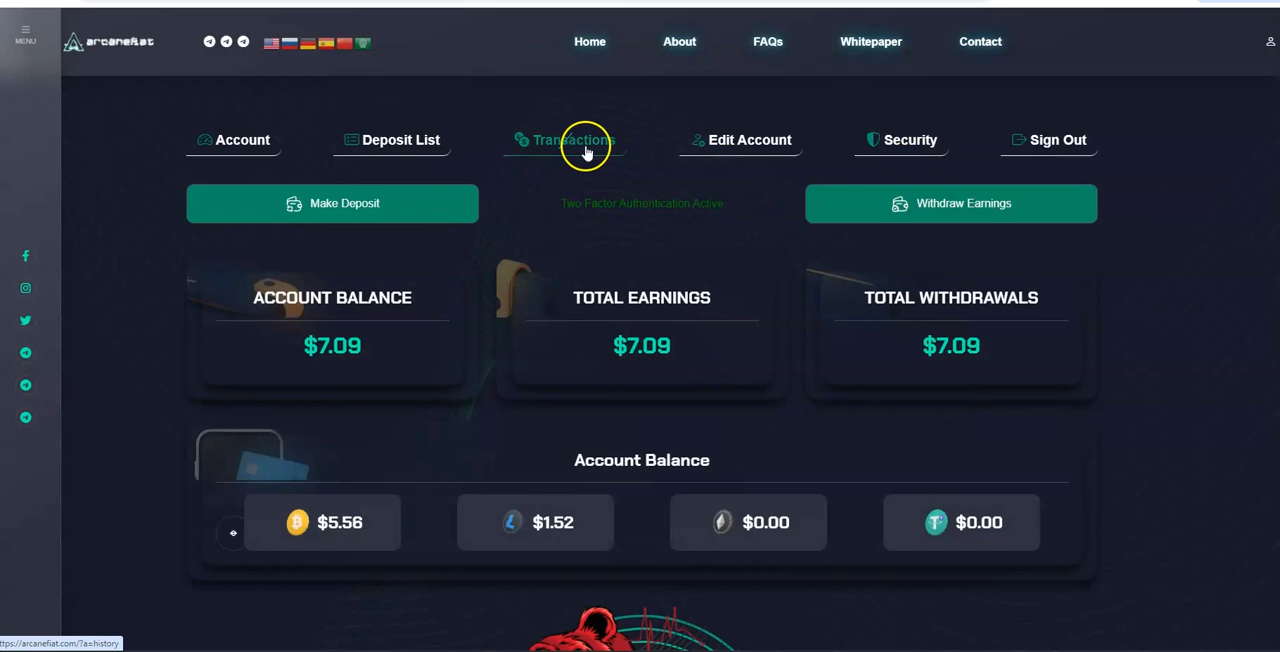 MENU
arcanefiat
Home About FAQs Whitepaper Contact
Account Deposit List Transactions Edit Account Security Sign Out
Make Deposit Two Factor Authentication Active Withdraw Earnings
ACCOUNT BALANCE TOTAL EARNINGS TOTAL WITHDRAWALS
$7.09 $7.09 $7.09
Account Balance
$5.56 $1.52 $0.00 $0.00
ttps://arcanefiat.com/?a=history